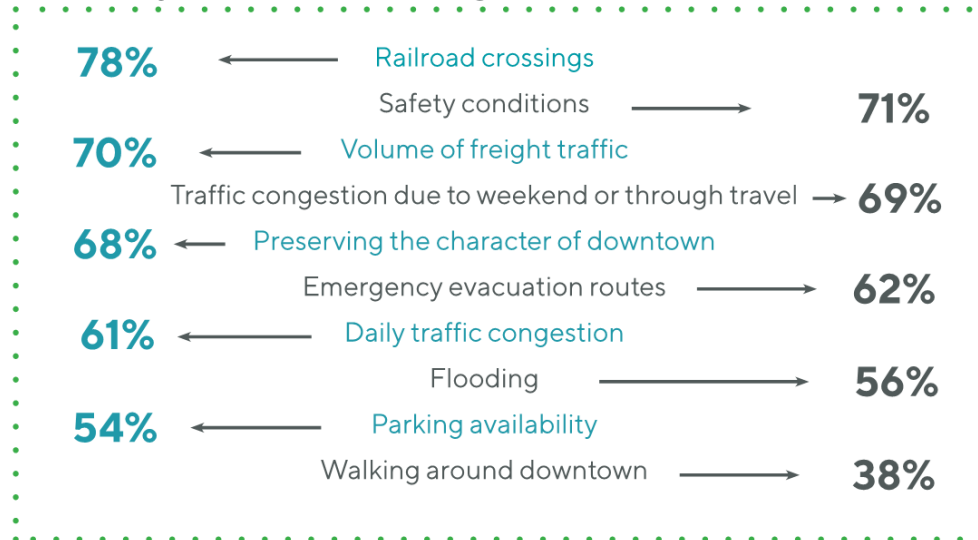 78% Railroad crossings
Safety conditions 71%
70% Volume of freight traffic
Traffic congestion due to weekend or through travel 69%
68% Preserving the character of downtown
Emergency evacuation routes 62%
61% Daily traffic congestion
Flooding 56%
54% Parking availability
Walking around downtown 38%